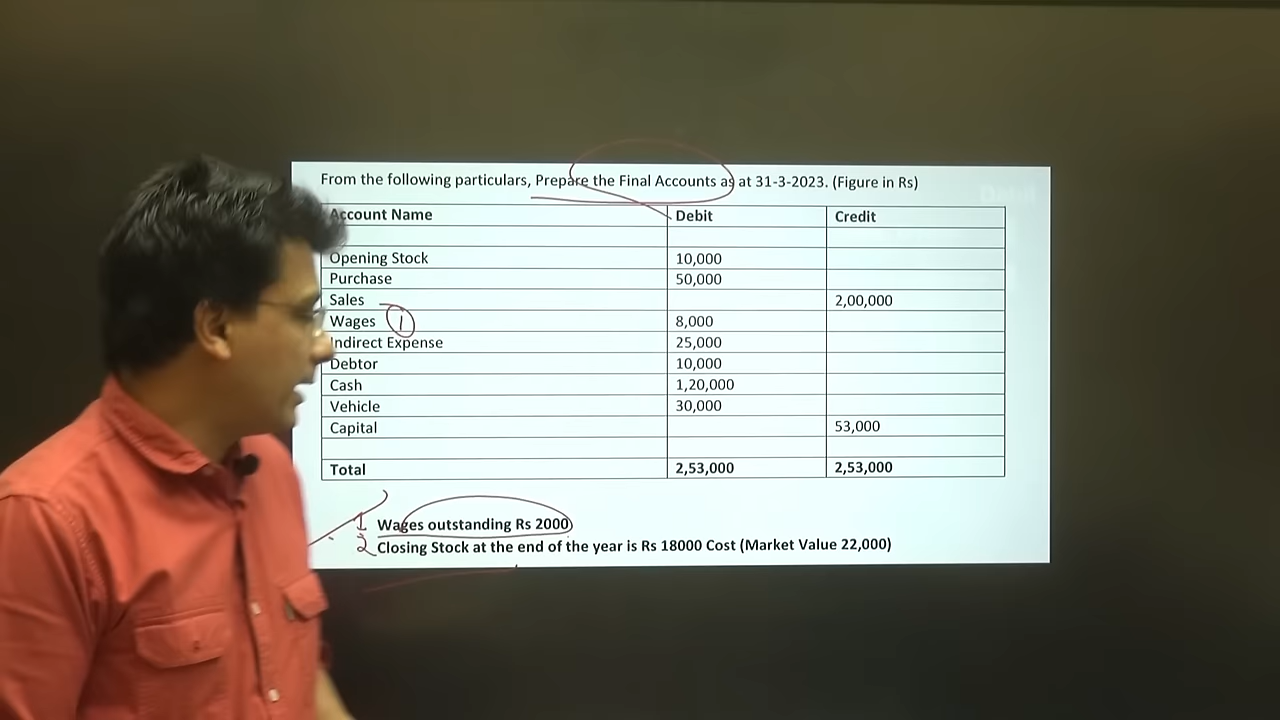 From the following particulars, Prepare the Final Accounts as at 31-3-2023. (Figure in Rs)
Account Name Debit Credit
Opening Stock 10,000
Purchase 50,000
Sales 2,00,000
Wages 1 8,000
Indirect Expense 25,000
Debtor 10,000
Cash 1,20,000
Vehicle 30,000
Capital 53,000
Total 2,53,000 2,53,000
1 Wages outstanding Rs 2000
2 Closing Stock at the end of the year is Rs 18000 Cost (Market Value 22,000)